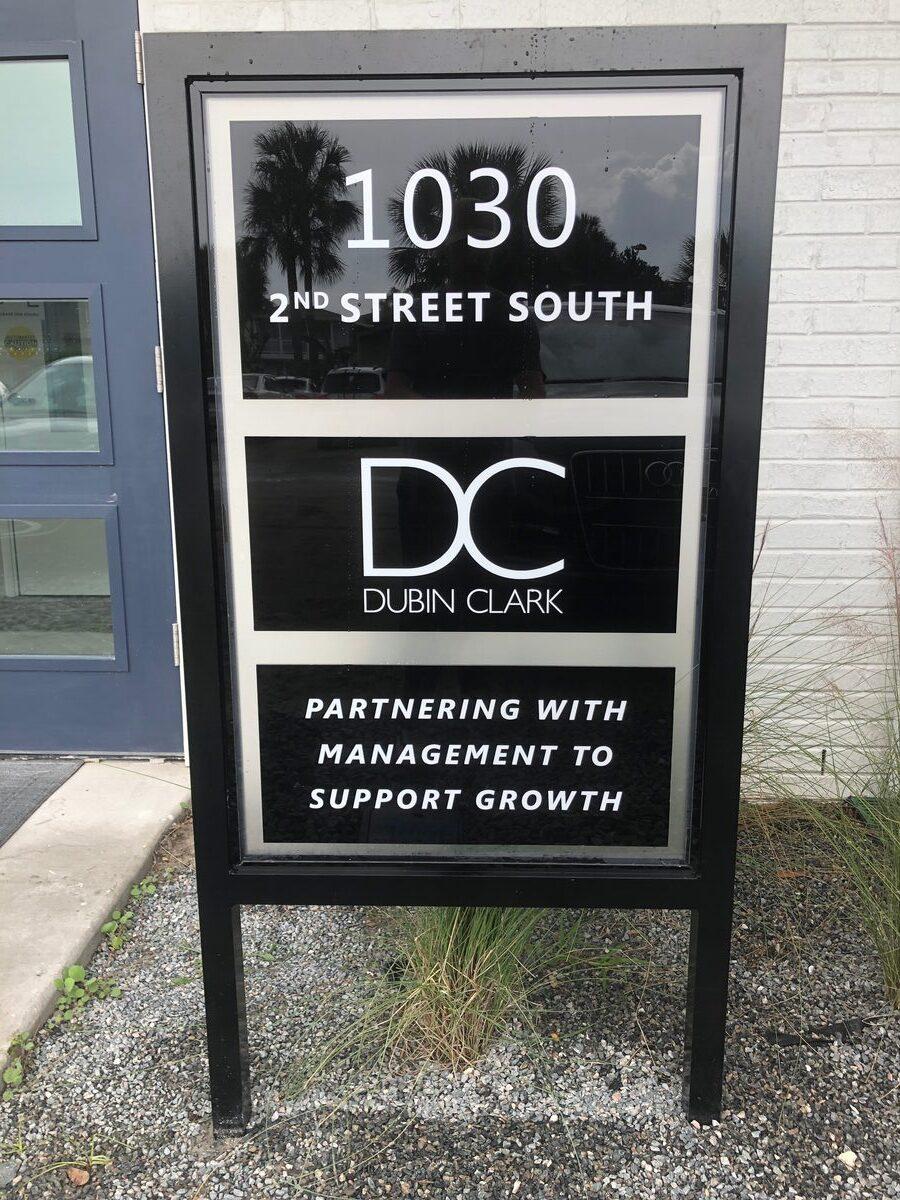 1030
2ND STREET SOUTH
DC
DUBIN CLARK
PARTNERING WITH
MANAGEMENT TO
SUPPORT GROWTH